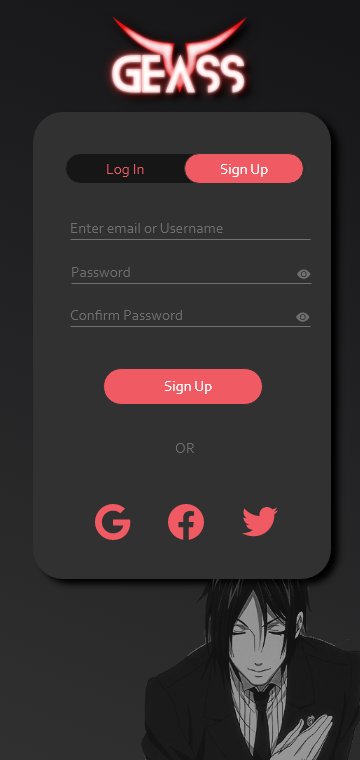 GEASS
Log In
Sign Up
Enter email or Username
Password
Confirm Password
Sign Up
OR